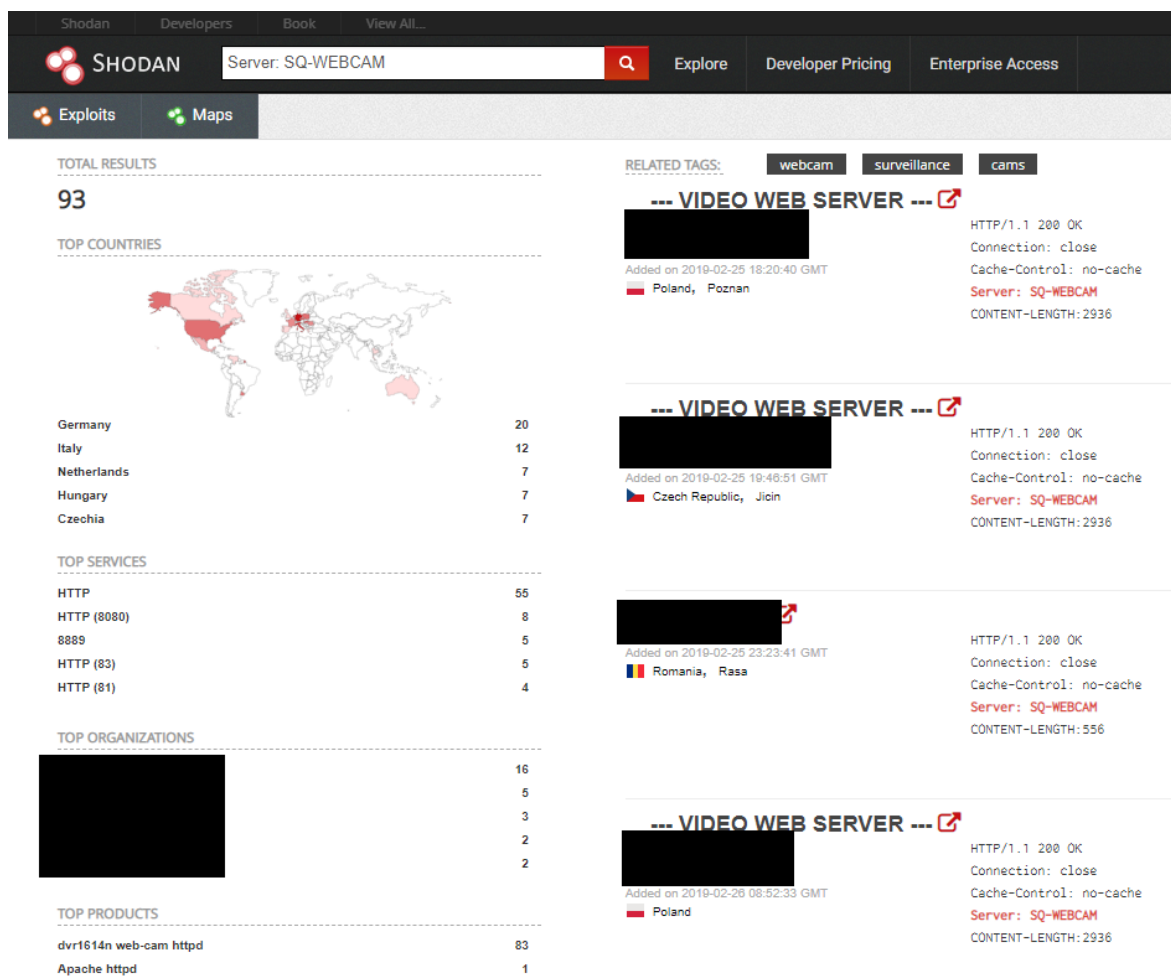 Shodan Developers Book View All...
SHODAN Server: SQ-WEBCAM Explore Developer Pricing Enterprise Access
Exploits Maps
TOTAL RESULTS
93
TOP COUNTRIES
Germany 20
Italy 12
Netherlands 7
Hungary 7
Czechia 7
TOP SERVICES
HTTP 55
HTTP (8080) 8
8889 5
HTTP (83) 5
HTTP (81) 4
TOP ORGANIZATIONS
16
5
3
2
2
TOP PRODUCTS
dvr1614n web-cam httpd 83
Apache httpd 1
RELATED TAGS: webcam surveillance cams
--- VIDEO WEB SERVER ---
Added on 2019-02-25 18:20:40 GMT
Poland, Poznan
HTTP/1.1 200 OK
Connection: close
Cache-Control: no-cache
Server: SQ-WEBCAM
CONTENT-LENGTH:2936
--- VIDEO WEB SERVER ---
Added on 2019-02-25 19:46:51 GMT
Czech Republic, Jicin
HTTP/1.1 200 OK
Connection: close
Cache-Control: no-cache
Server: SQ-WEBCAM
CONTENT-LENGTH:2936
Added on 2019-02-25 23:23:41 GMT
Romania, Rasa
HTTP/1.1 200 OK
Connection: close
Cache-Control: no-cache
Server: SQ-WEBCAM
CONTENT-LENGTH:556
--- VIDEO WEB SERVER ---
Added on 2019-02-26 08:52:33 GMT
Poland
HTTP/1.1 200 OK
Connection: close
Cache-Control: no-cache
Server: SQ-WEBCAM
CONTENT-LENGTH:2936